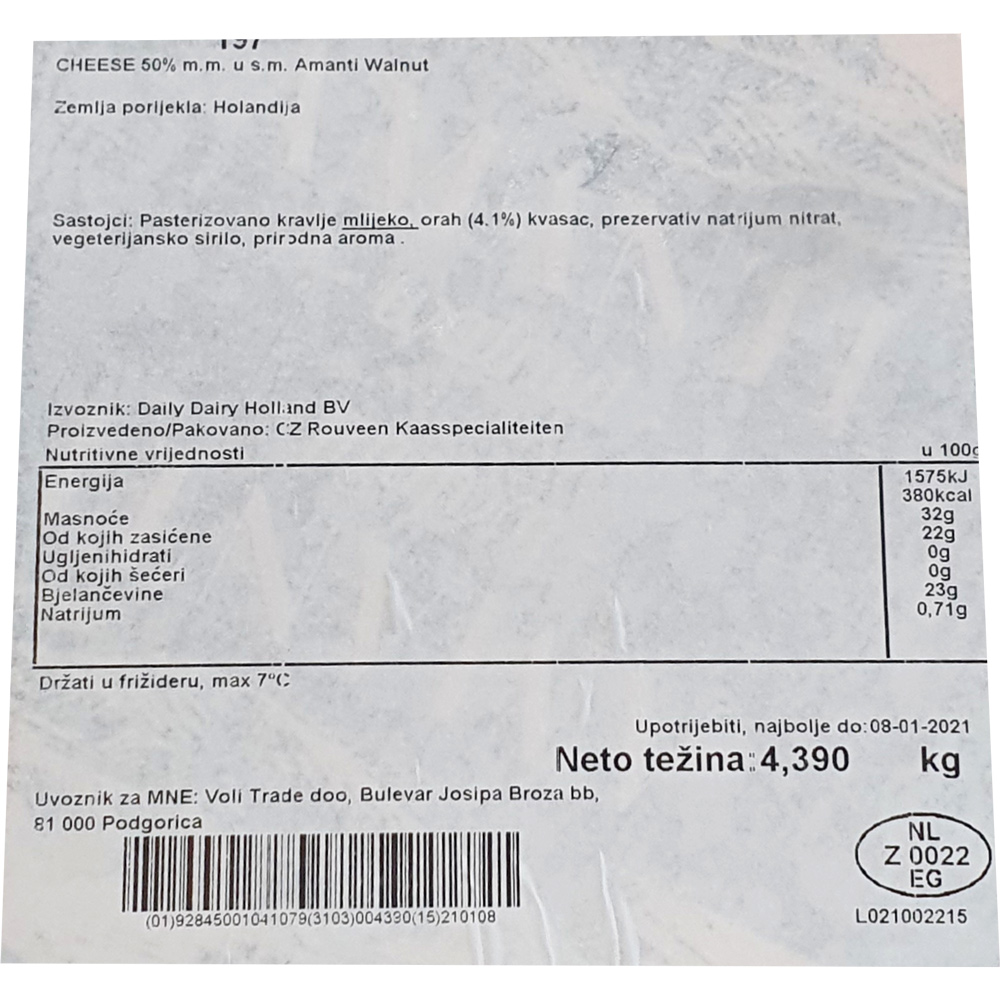 CHEESE 50% m.m. u s.m. Amanti Walnut
Zemlja porijekla: Holandija
Sastojci: Pasterizovano kravlje mlijeko, orah (4.1%) kvasac, prezervativ natrijum nitrat,
vegeterijansko sirilo, prirodna aroma .
Izvoznik: Daily Dairy Holland BV
Proizvedeno/Pakovano: CZ Rouveen Kaasspecialiteiten
Nutritivne vrijednosti u 100g
Energija 1575kJ
380kcal
Masnoće 32g
Od kojih zasićene 22g
Ugljenihidrati 0g
Od kojih šećeri 0g
Bjelančevine 23g
Natrijum 0,71g
Držati u frižideru, max 7°C
Upotrijebiti, najbolje do:08-01-2021
Neto težina:4,390 kg
Uvoznik za MNE: Voli Trade doo, Bulevar Josipa Broza bb,
81 000 Podgorica
(01)92845001041079(3103)004390(15)210108
NL
Z 0022
EG
L021002215